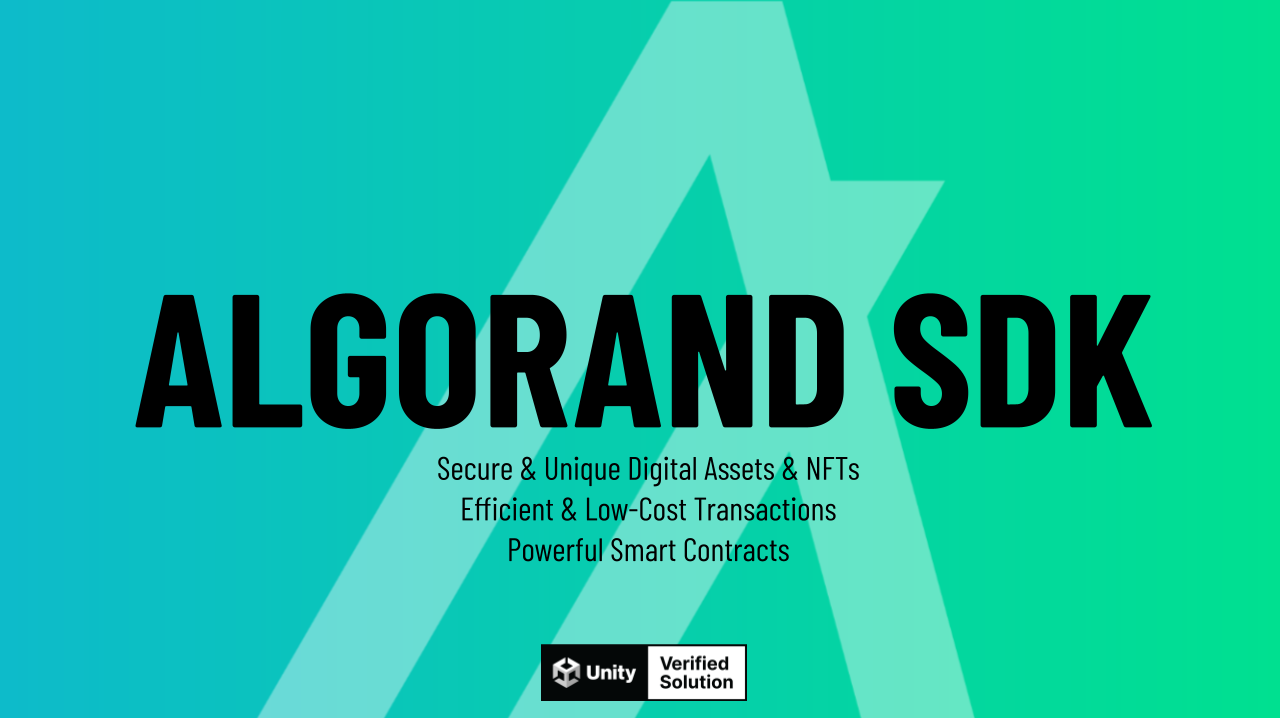 ALGORAND SDK
Secure & Unique Digital Assets & NFTs
Efficient & Low-Cost Transactions
Powerful Smart Contracts
Unity
Verified
Solution